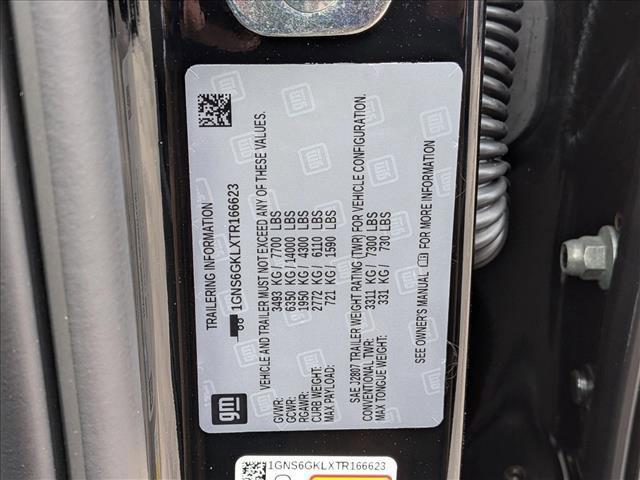 gm
TRAILERING INFORMATION
1GNS6GKLXTR166623
VEHICLE AND TRAILER MUST NOT EXCEED ANY OF THESE VALUES.
GVWR: 3493 KG / 7700 LBS
GCWR: 6350 KG / 14000 LBS
RGAWR: 1950 KG / 4300 LBS
CURB WEIGHT: 2772 KG / 6110 LBS
MAX PAYLOAD: 721 KG / 1590 LBS
SAE J2807 TRAILER WEIGHT RATING (TWR) FOR VEHICLE CONFIGURATION.
CONVENTIONAL TWR: 3311 KG / 7300 LBS
MAX TONGUE WEIGHT: 331 KG / 730 LBS
SEE OWNER'S MANUAL FOR MORE INFORMATION
1GNS6GKLXTR166623